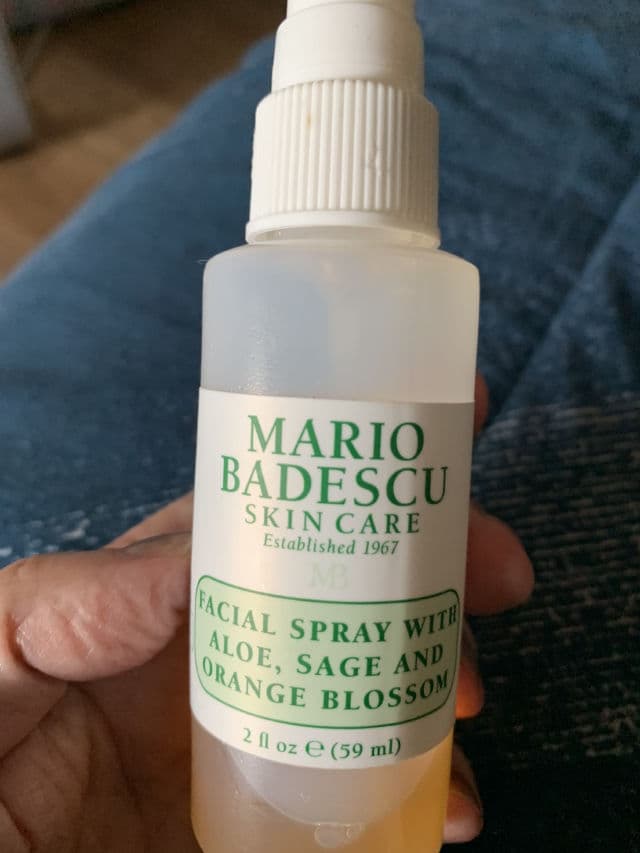 MARIO
BADESCU
SKIN CARE
Established 1967
MB
FACIAL SPRAY WITH
ALOE, SAGE AND
ORANGE BLOSSOM
2 fl oz ℮ (59 ml)